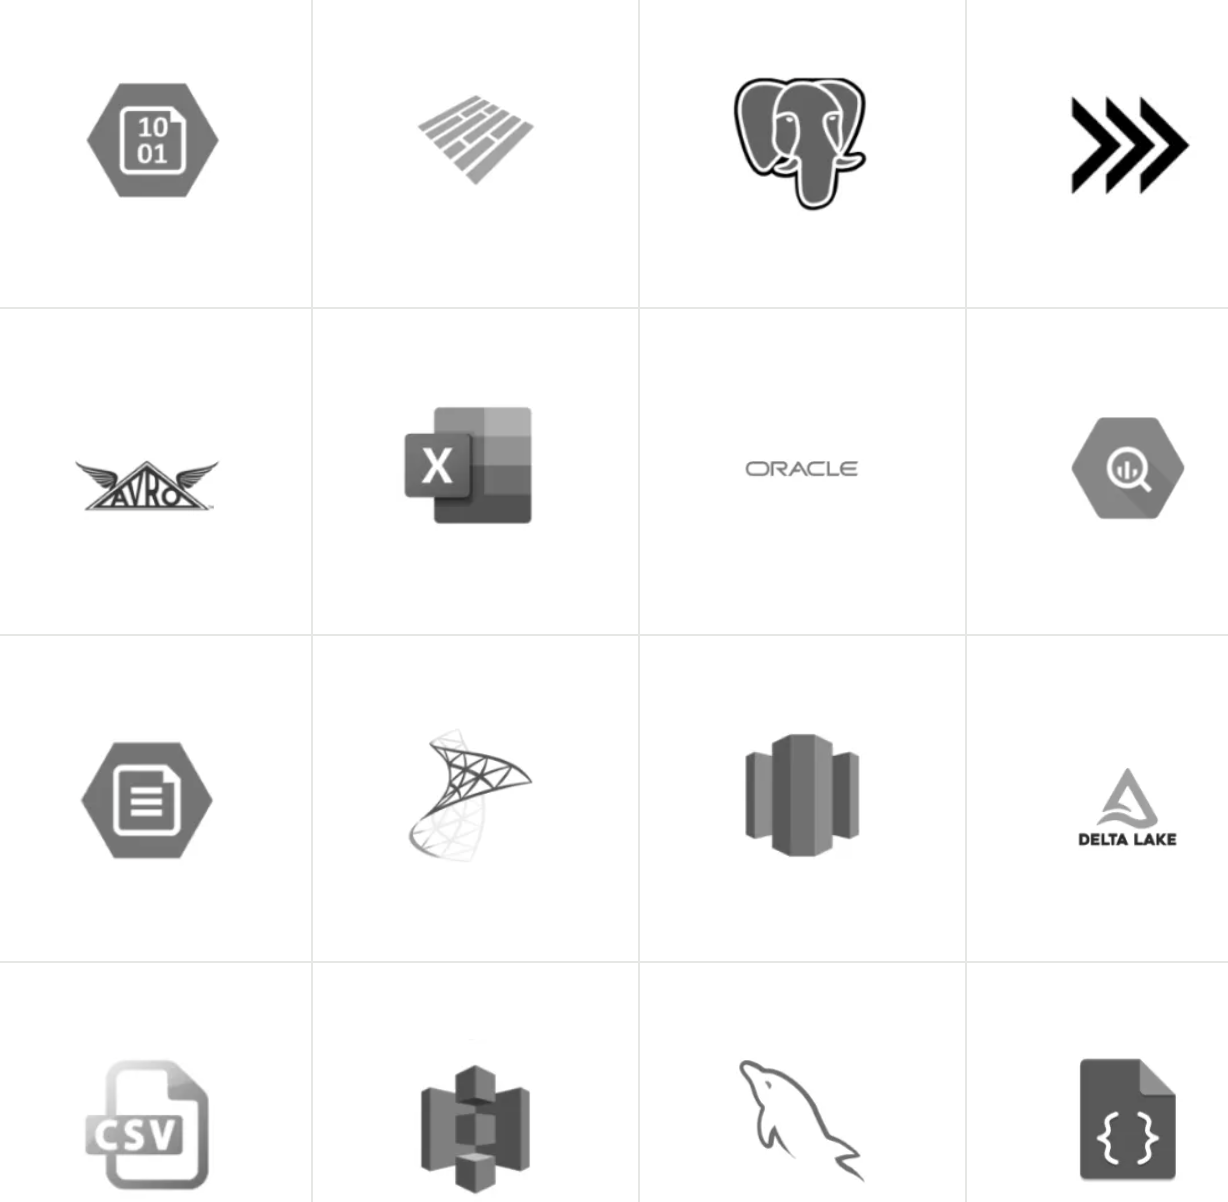 10
01
AVRO
X
ORACLE
DELTA LAKE
CSV
{}